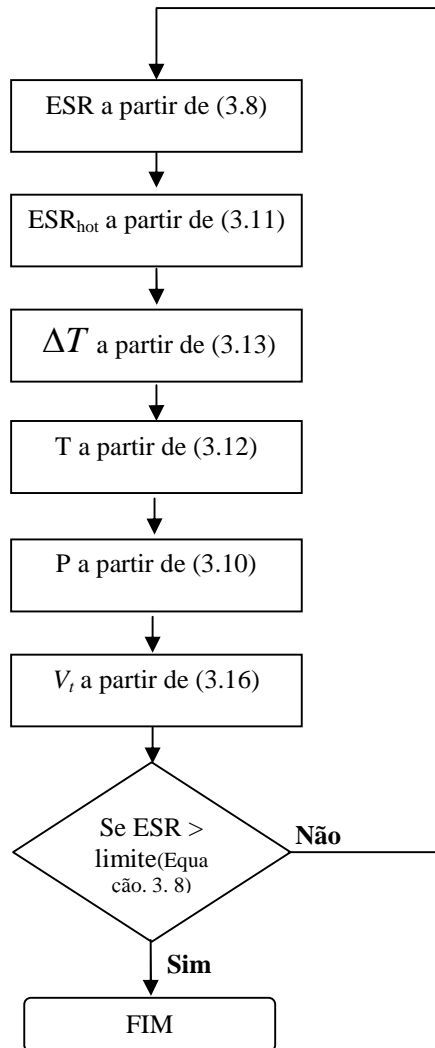 ESR a partir de (3.8)
ESRhot a partir de (3.11)
ΔT a partir de (3.13)
T a partir de (3.12)
P a partir de (3.10)
Vt a partir de (3.16)
Se ESR >
limite(Equa
cão. 3. 8)
Não
Sim
FIM